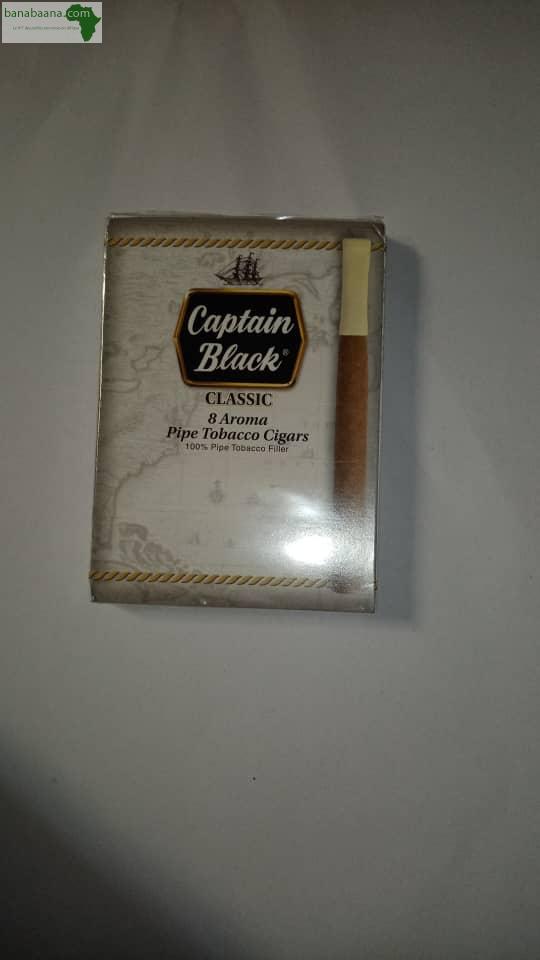 banabaana.com
Captain
Black®
CLASSIC
8 Aroma
Pipe Tobacco Cigars
100% Pipe Tobacco Filler